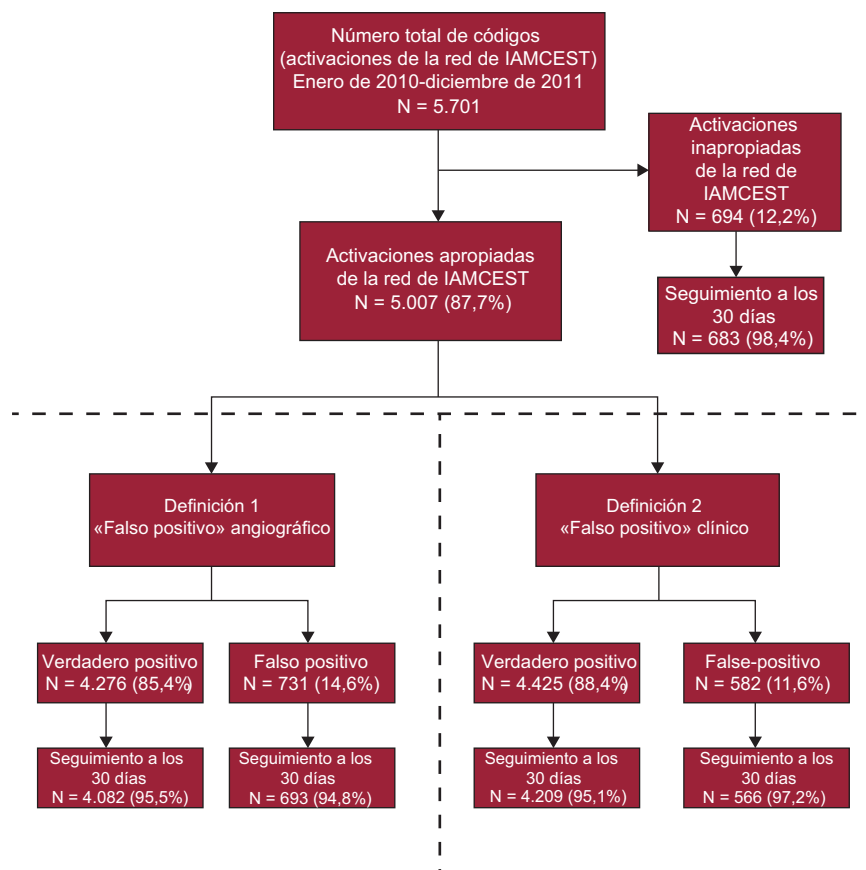 Número total de códigos
(activaciones de la red de IAMCEST)
Enero de 2010-diciembre de 2011
N = 5.701
Activaciones
inapropiadas
de la red de
IAMCEST
N = 694 (12,2%)
Activaciones apropiadas
de la red de IAMCEST
N = 5.007 (87,7%)
Seguimiento a los
30 días
N = 683 (98,4%)
Definición 1
«Falso positivo» angiográfico
Definición 2
«Falso positivo» clínico
Verdadero positivo
N = 4.276 (85,4%)
Falso positivo
N = 731 (14,6%)
Verdadero positivo
N = 4.425 (88,4%)
False-positivo
N = 582 (11,6%)
Seguimiento a los
30 días
N = 4.082 (95,5%)
Seguimiento a los
30 días
N = 693 (94,8%)
Seguimiento a los
30 días
N = 4.209 (95,1%)
Seguimiento a los
30 días
N = 566 (97,2%)